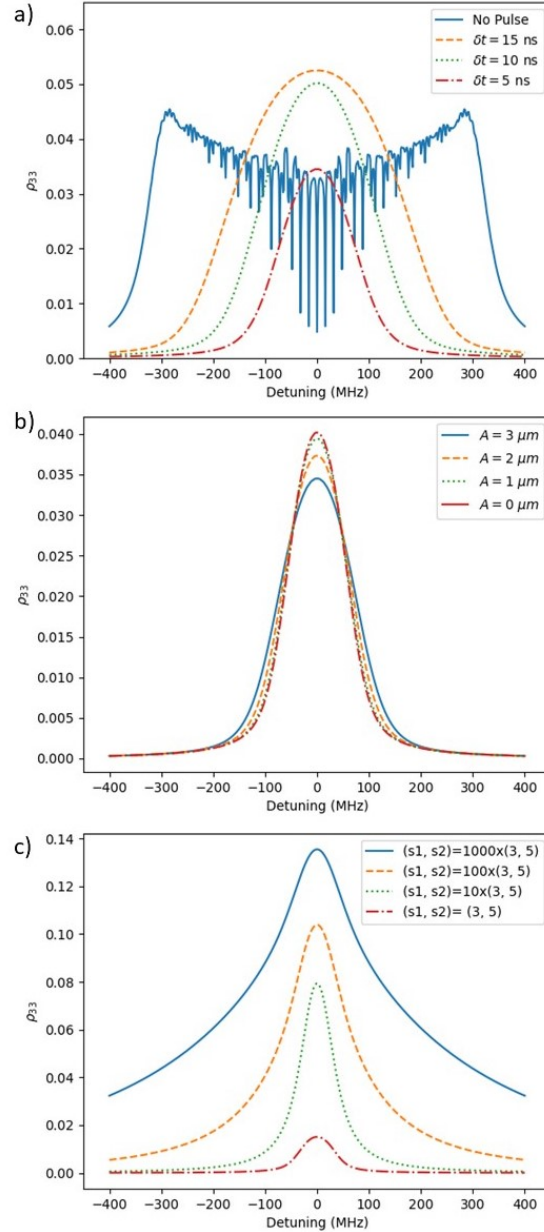 a)
0.06
0.05
0.04
0.03
0.02
0.01
0.00
ρ33
No Pulse
δt = 15 ns
δt = 10 ns
δt = 5 ns
−400 −300 −200 −100 0 100 200 300 400
Detuning (MHz)
b)
0.040
0.035
0.030
0.025
0.020
0.015
0.010
0.005
0.000
ρ33
A = 3 μm
A = 2 μm
A = 1 μm
A = 0 μm
−400 −300 −200 −100 0 100 200 300 400
Detuning (MHz)
c)
0.14
0.12
0.10
0.08
0.06
0.04
0.02
0.00
ρ33
(s1, s2)=1000x(3, 5)
(s1, s2)=100x(3, 5)
(s1, s2)=10x(3, 5)
(s1, s2)= (3, 5)
−400 −300 −200 −100 0 100 200 300 400
Detuning (MHz)